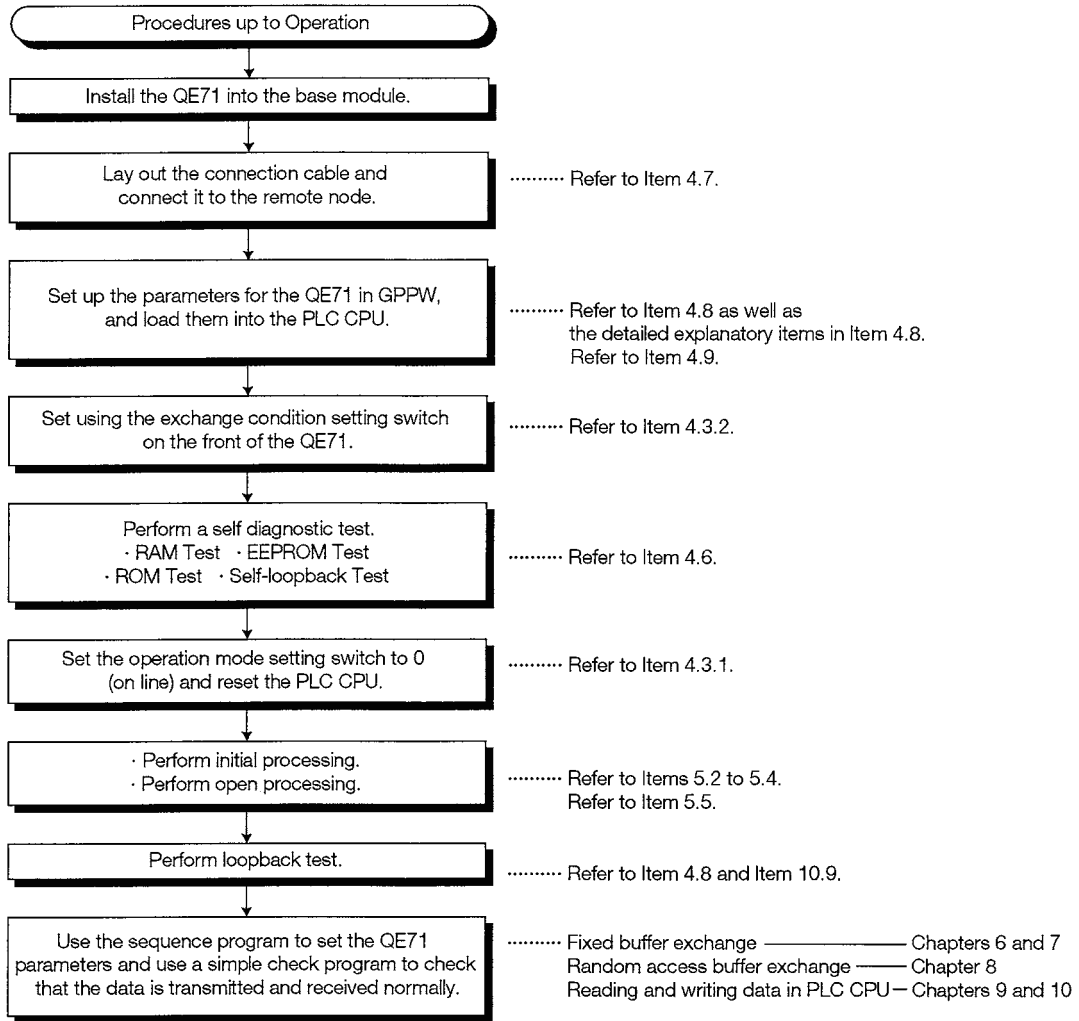 Procedures up to Operation
Install the QE71 into the base module.
Lay out the connection cable and
connect it to the remote node.
·········· Refer to Item 4.7.
Set up the parameters for the QE71 in GPPW,
and load them into the PLC CPU.
·········· Refer to Item 4.8 as well as
the detailed explanatory items in Item 4.8.
Refer to Item 4.9.
Set using the exchange condition setting switch
on the front of the QE71.
·········· Refer to Item 4.3.2.
Perform a self diagnostic test.
· RAM Test · EEPROM Test
· ROM Test · Self-loopback Test
·········· Refer to Item 4.6.
Set the operation mode setting switch to 0
(on line) and reset the PLC CPU.
·········· Refer to Item 4.3.1.
· Perform initial processing.
· Perform open processing.
·········· Refer to Items 5.2 to 5.4.
Refer to Item 5.5.
Perform loopback test.
·········· Refer to Item 4.8 and Item 10.9.
Use the sequence program to set the QE71
parameters and use a simple check program to check
that the data is transmitted and received normally.
·········· Fixed buffer exchange ——— Chapters 6 and 7
Random access buffer exchange —— Chapter 8
Reading and writing data in PLC CPU — Chapters 9 and 10